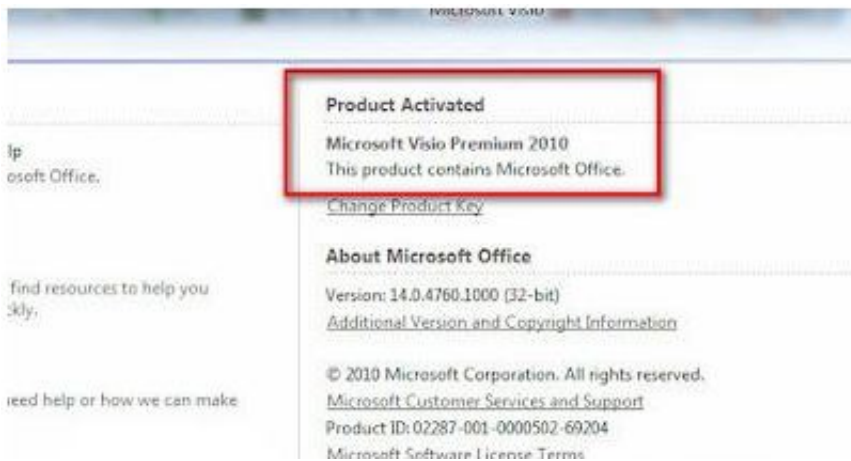 Microsoft Visio
Product Activated
Microsoft Visio Premium 2010
This product contains Microsoft Office.
Change Product Key
About Microsoft Office
Version: 14.0.4760.1000 (32-bit)
Additional Version and Copyright Information
© 2010 Microsoft Corporation. All rights reserved.
Microsoft Customer Services and Support
Product ID: 02287-001-0000502-69204
Microsoft Software License Terms
lp
osoft Office.
find resources to help you
kly.
need help or how we can make